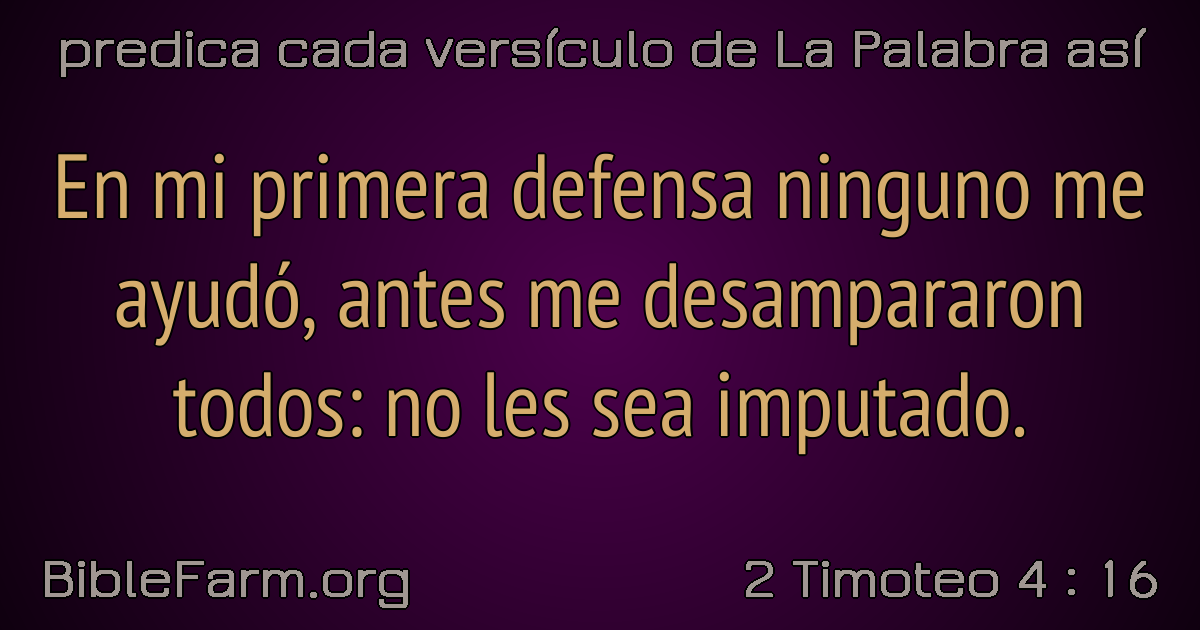 predica cada versículo de La Palabra así
En mi primera defensa ninguno me
ayudó, antes me desampararon
todos: no les sea imputado.
BibleFarm.org
2 Timoteo 4 : 16